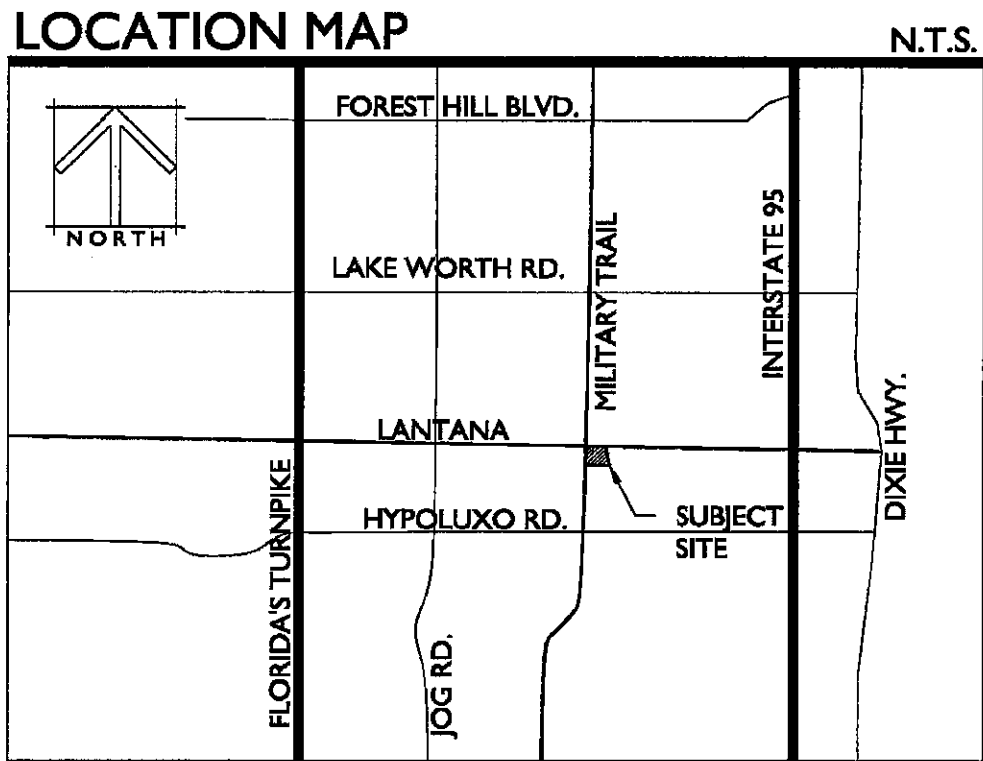 LOCATION MAP
N.T.S.
FOREST HILL BLVD.
NORTH
LAKE WORTH RD.
MILITARY TRAIL
INTERSTATE 95
LANTANA
DIXIE HWY.
HYPOLUXO RD.
SUBJECT
SITE
FLORIDA'S TURNPIKE
JOG RD.